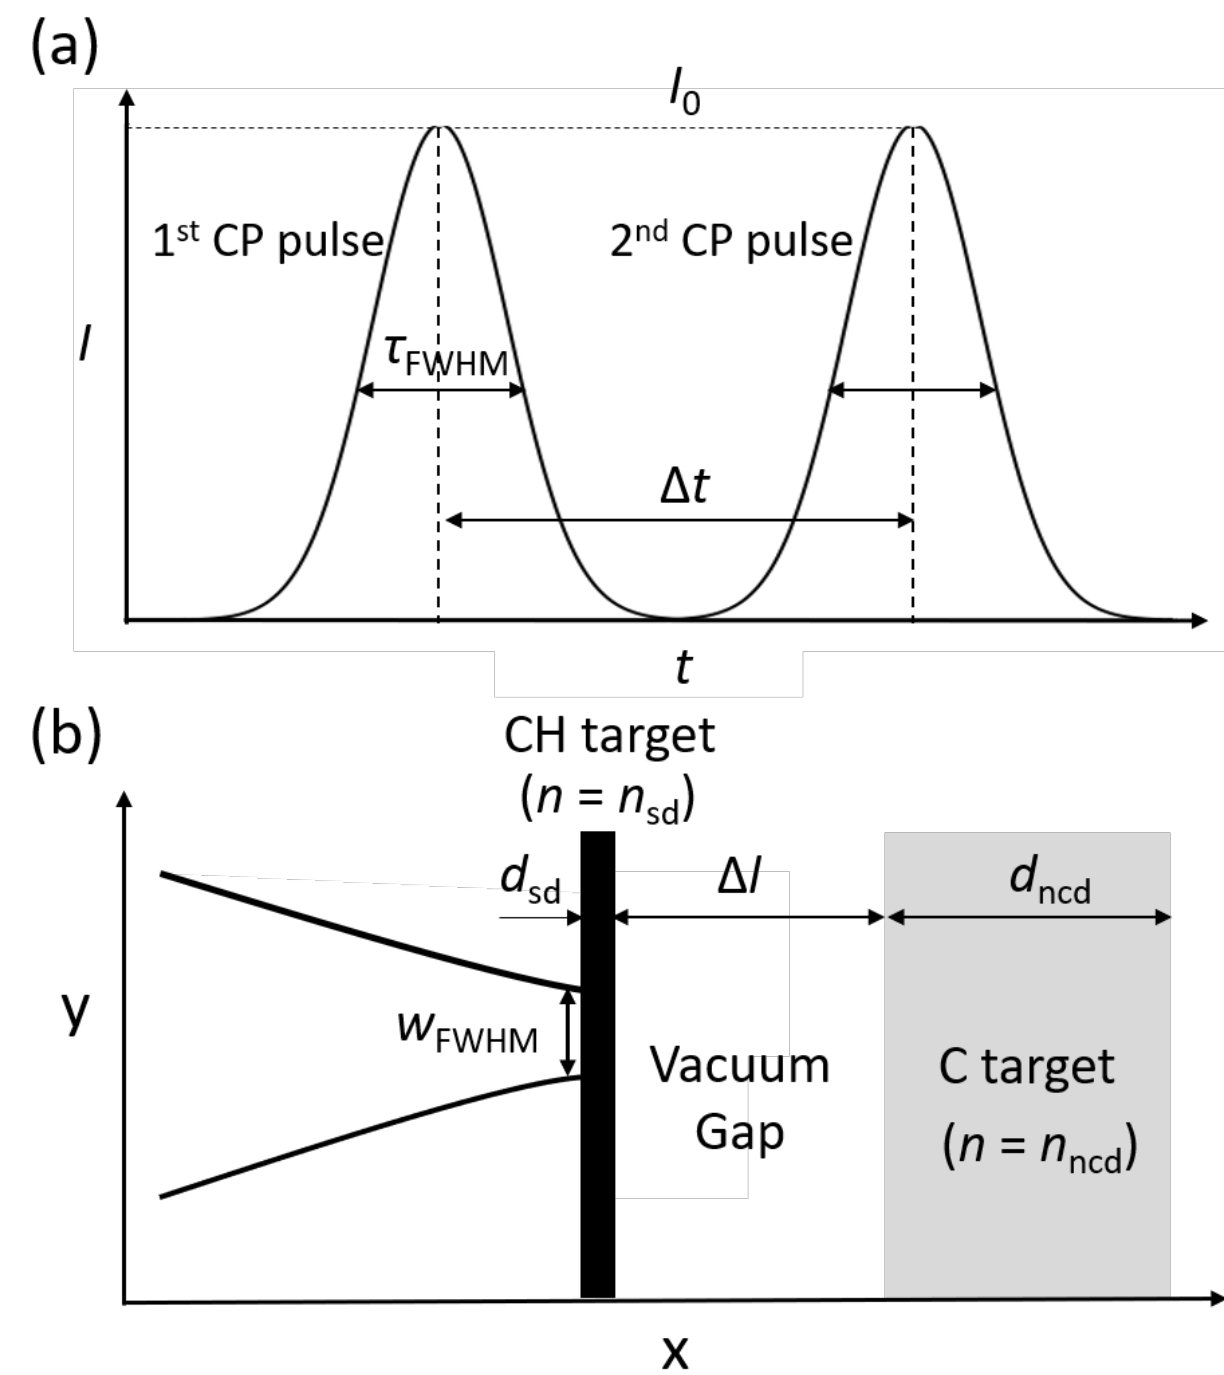 (a)
I₀
1ˢᵗ CP pulse
2ⁿᵈ CP pulse
I
τFWHM
Δt
t
(b)
CH target
(n = nsd)
dsd
Δl
dncd
y
wFWHM
Vacuum
Gap
C target
(n = nncd)
x